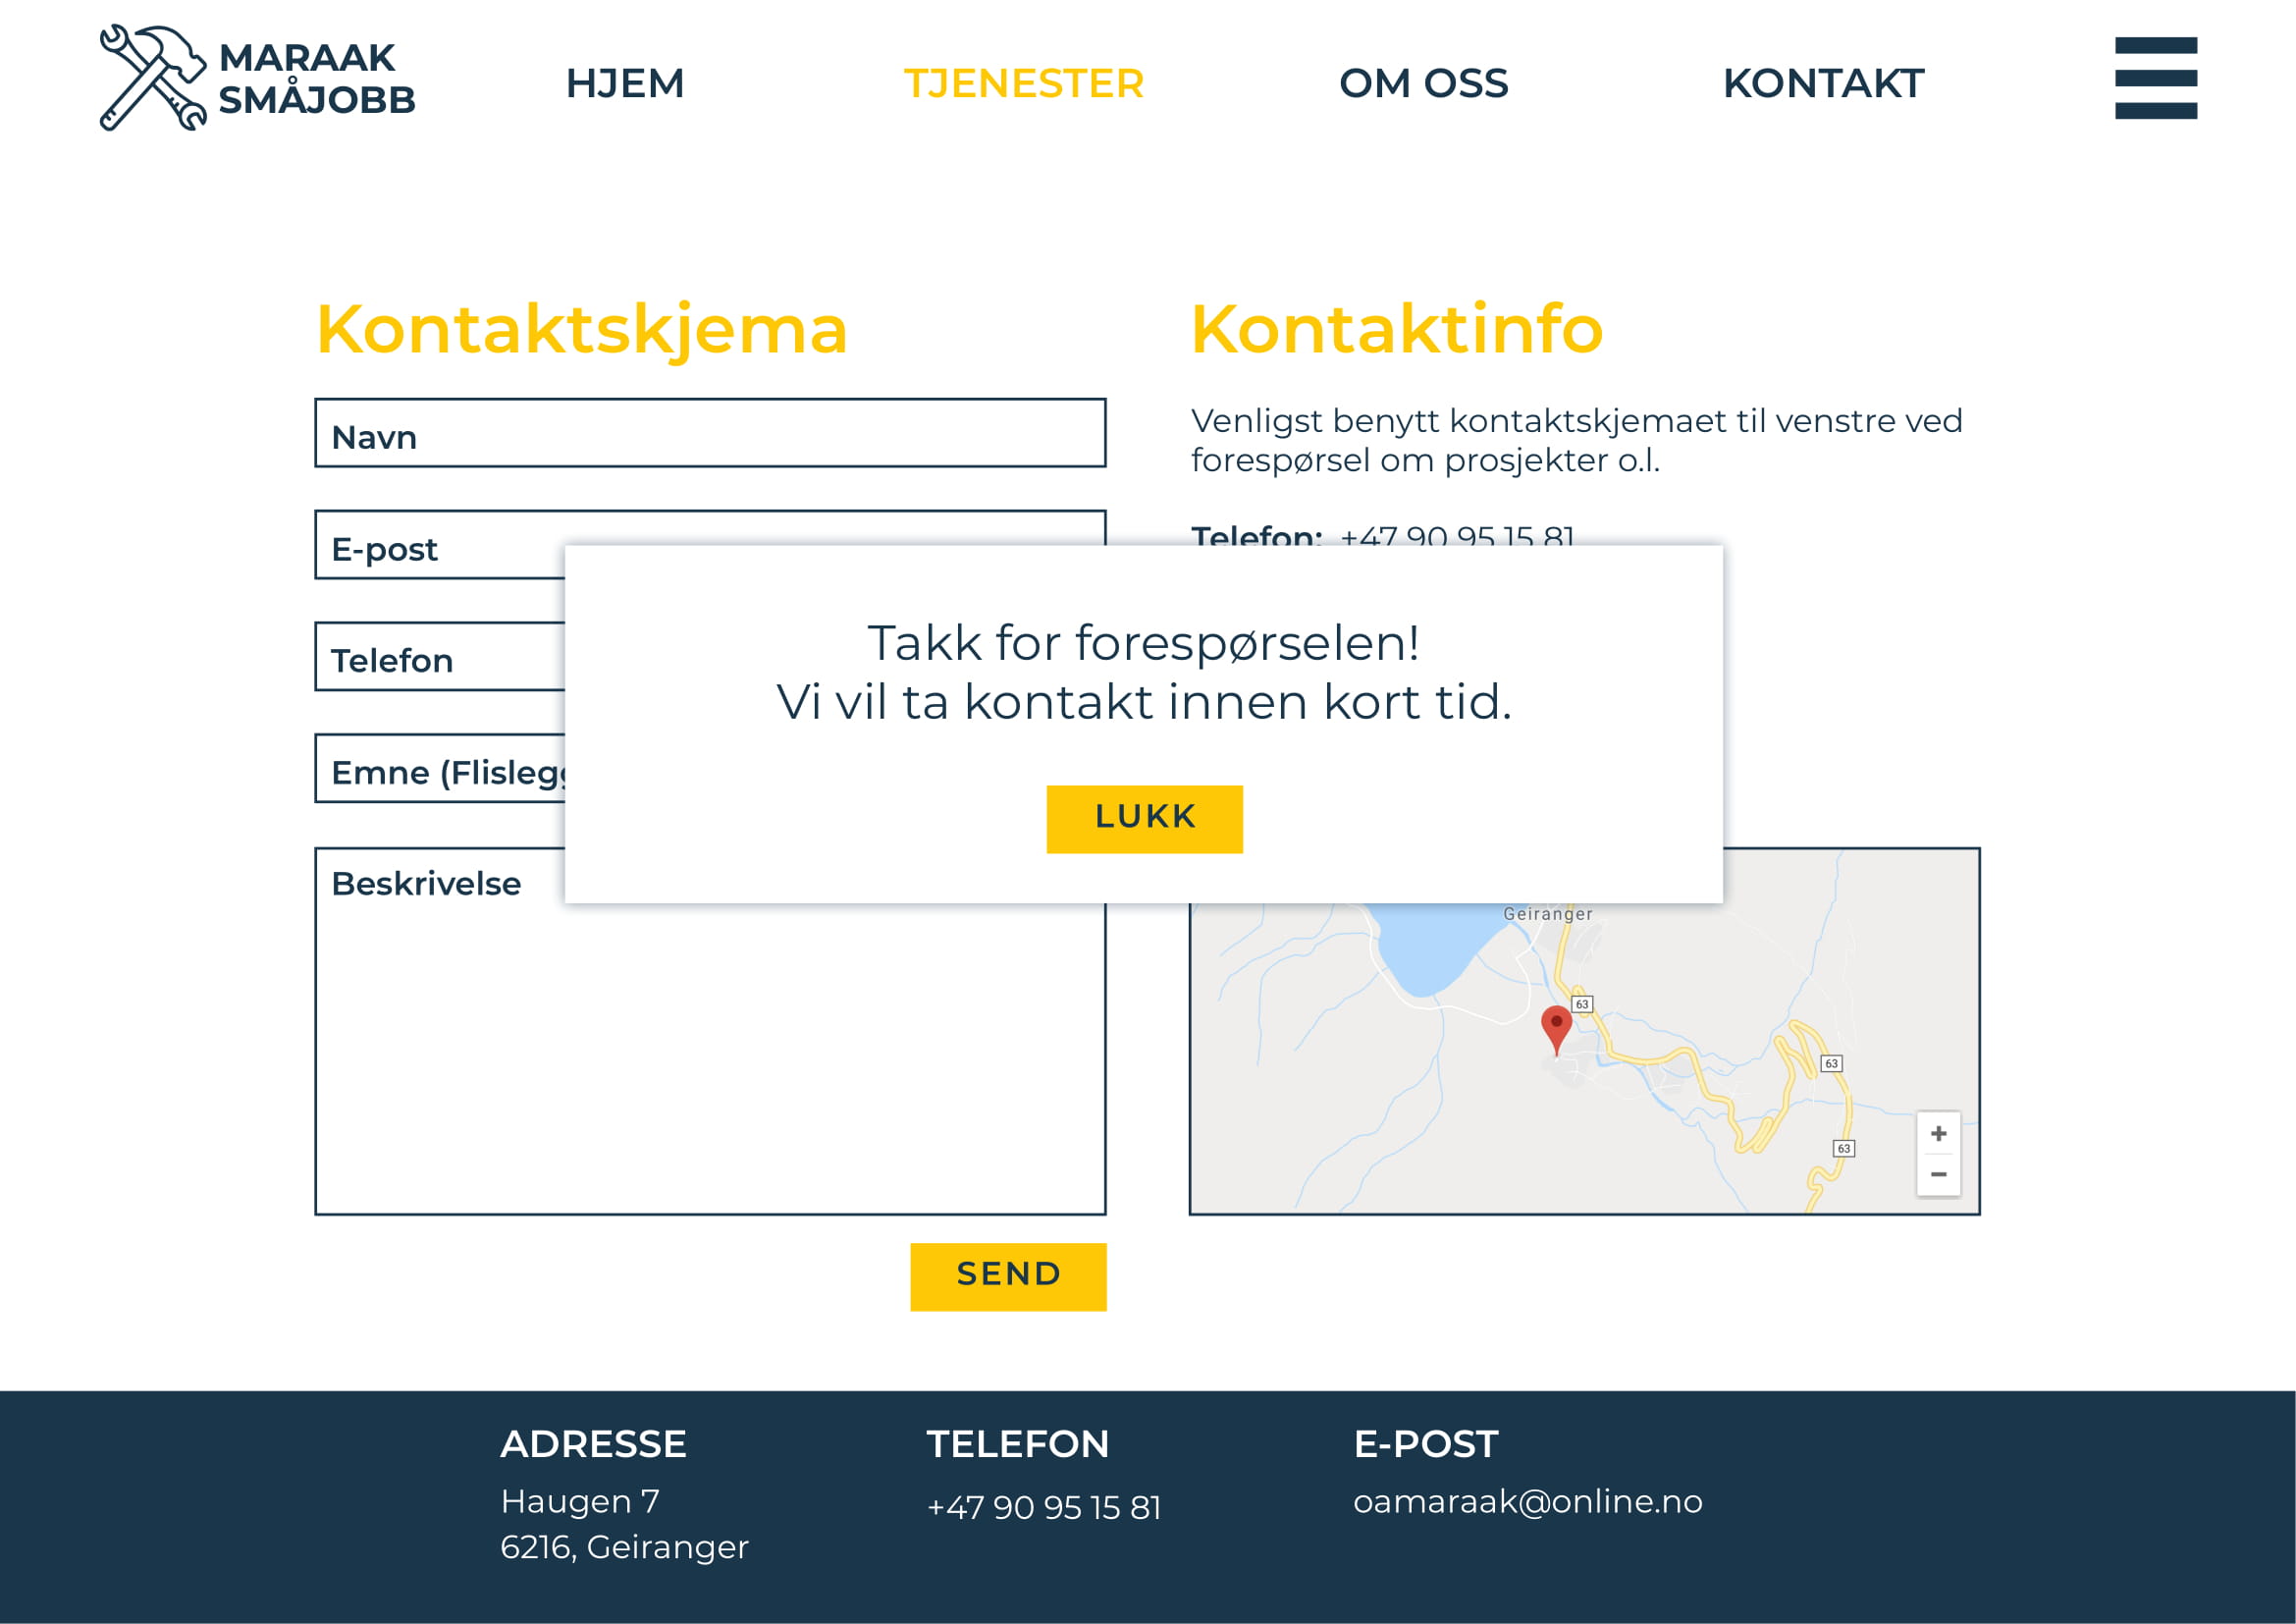 MARAAK
SMÅJOBB
HJEM
TJENESTER
OM OSS
KONTAKT
Kontaktskjema
Navn
E-post
Telefon
Emne
Beskrivelse
SEND
Kontaktinfo
Venligst benytt kontaktskjemaet til venstre ved
forespørsel om prosjekter o.l.
Telefon: +47 90 95 15 81
Takk for forespørselen!
Vi vil ta kontakt innen kort tid.
LUKK
Geiranger
63
63
63
+
−
ADRESSE
Haugen 7
6216, Geiranger
TELEFON
+47 90 95 15 81
E-POST
oamaraak@online.no